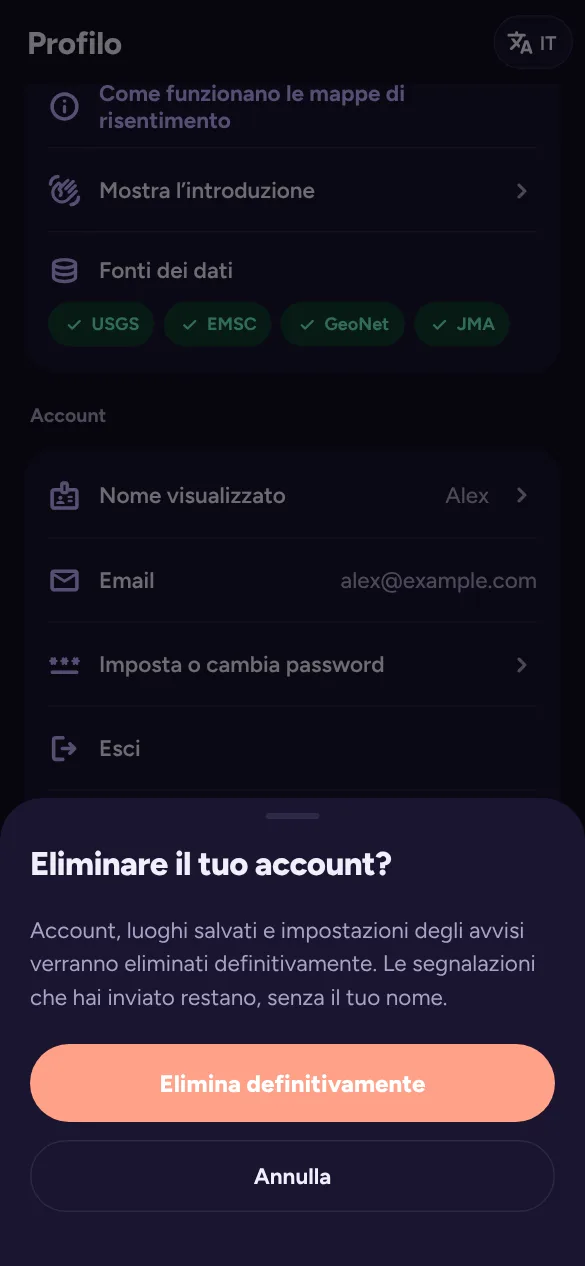 Profilo
IT
Come funzionano le mappe di
risentimento
Mostra l’introduzione
Fonti dei dati
USGS
EMSC
GeoNet
JMA
Account
Nome visualizzato
Alex
Email
alex@example.com
Imposta o cambia password
Esci
Eliminare il tuo account?
Account, luoghi salvati e impostazioni degli avvisi
verranno eliminati definitivamente. Le segnalazioni
che hai inviato restano, senza il tuo nome.
Elimina definitivamente
Annulla